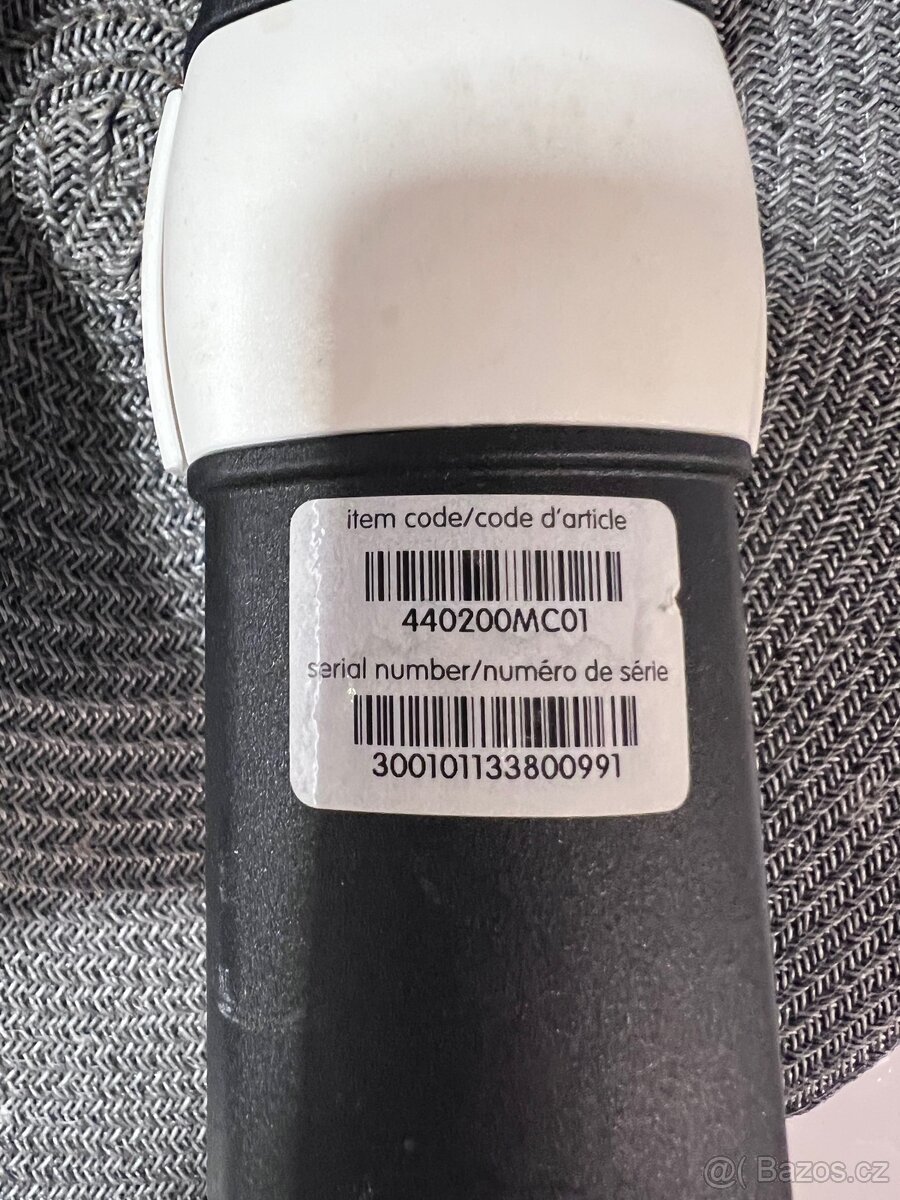 item code/code d'article
440200MC01
serial number/numéro de série
300101133800991
@( Bazos.cz